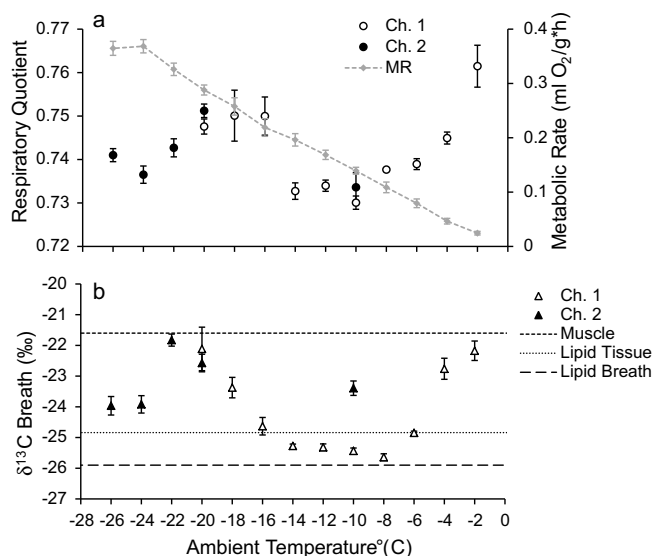 a
0.77
0.76
0.75
0.74
0.73
0.72
Respiratory Quotient
Ch. 1
Ch. 2
MR
0.4
0.3
0.2
0.1
0
Metabolic Rate (ml O₂/g*h)
b
-20
-21
-22
-23
-24
-25
-26
-27
δ¹³C Breath (‰)
Ch. 1
Ch. 2
Muscle
Lipid Tissue
Lipid Breath
-28 -26 -24 -22 -20 -18 -16 -14 -12 -10 -8 -6 -4 -2 0
Ambient Temperature°(C)